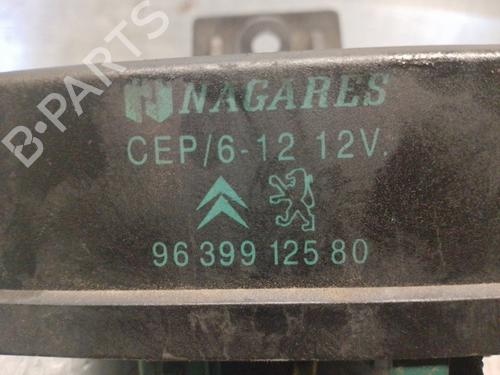 B-PARTS
NAGARES
CEP/6-12 12V.
96 399 125 80